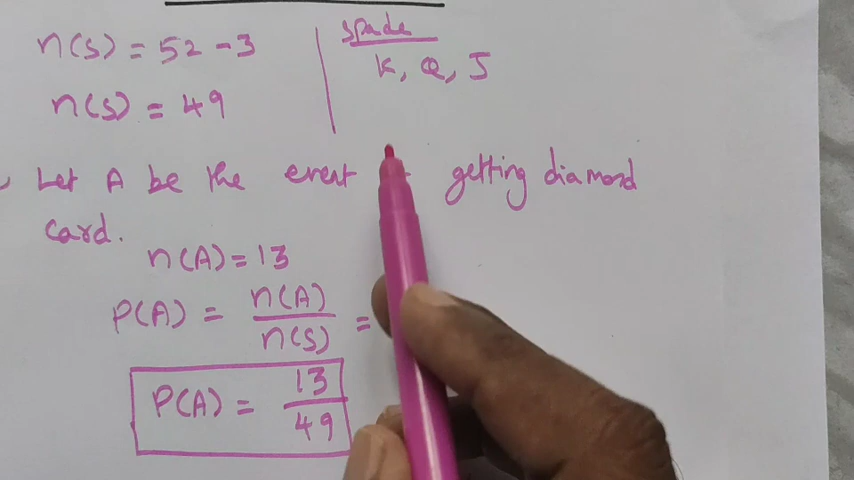 n(s) = 52 - 3
spade
K, Q, J
n(s) = 49
Let A be the event getting diamond
card.
n(A) = 13
P(A) = n(A) / n(S) =
P(A) = 13 / 49